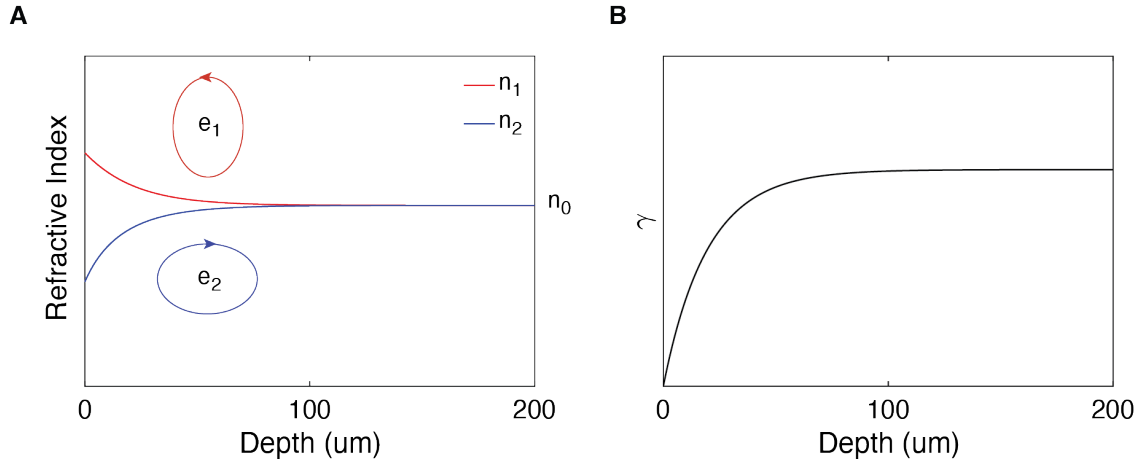 A
Refractive Index
e1
e2
n1
n2
n0
0
100
200
Depth (um)
B
γ
0
100
200
Depth (um)